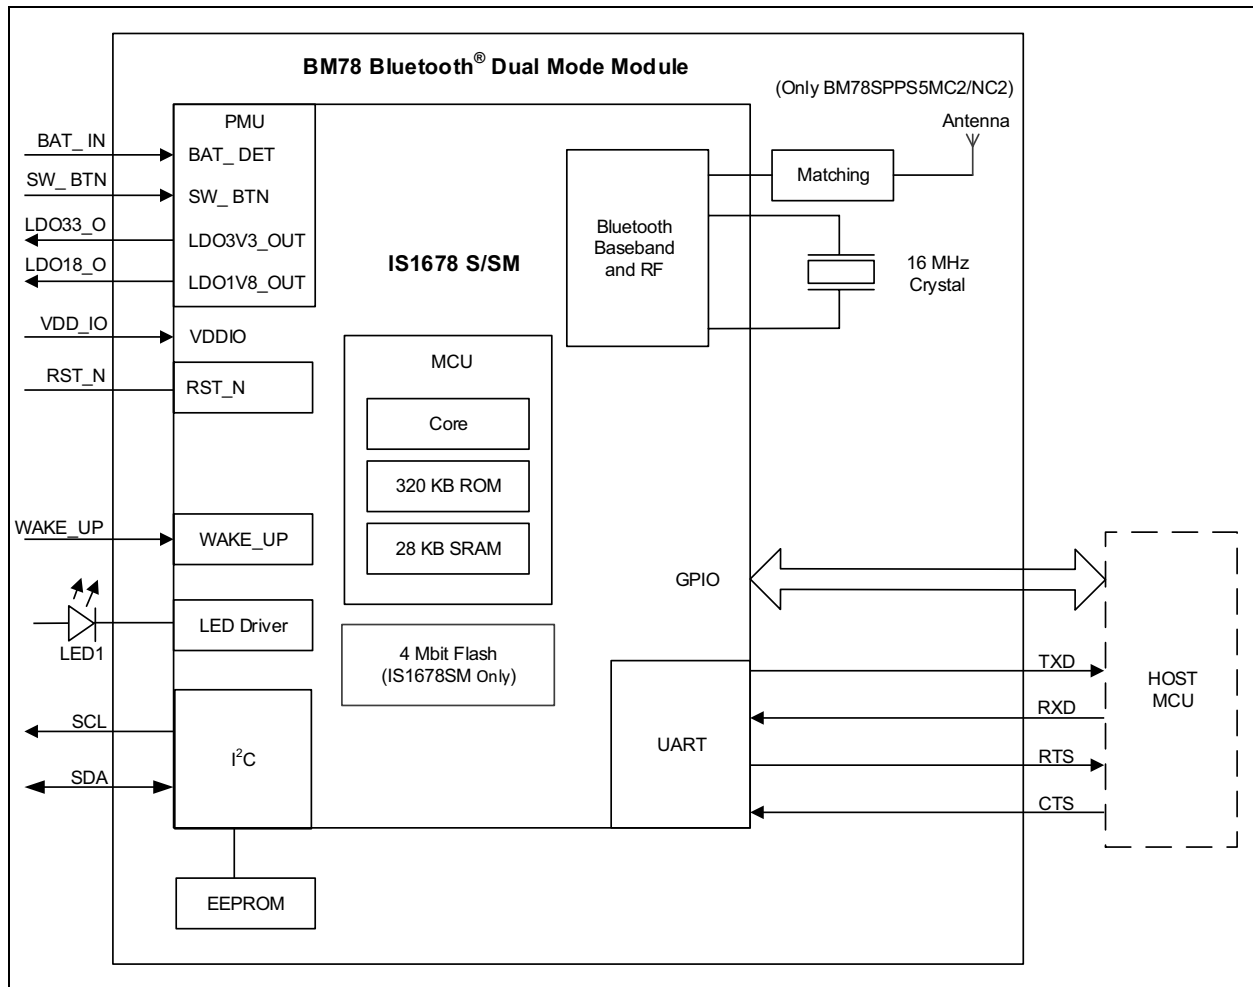 BM78 Bluetooth® Dual Mode Module
(Only BM78SPPS5MC2/NC2)
Antenna
PMU
BAT_ IN
BAT_ DET
SW_ BTN
SW_ BTN
LDO33_O
LDO3V3_OUT
LDO18_O
LDO1V8_OUT
VDD_IO
VDDIO
RST_N
RST_N
IS1678 S/SM
Bluetooth
Baseband
and RF
Matching
16 MHz
Crystal
MCU
Core
320 KB ROM
28 KB SRAM
WAKE_UP
WAKE_UP
LED1
LED Driver
4 Mbit Flash
(IS1678SM Only)
GPIO
SCL
SDA
I²C
EEPROM
UART
TXD
RXD
RTS
CTS
HOST
MCU